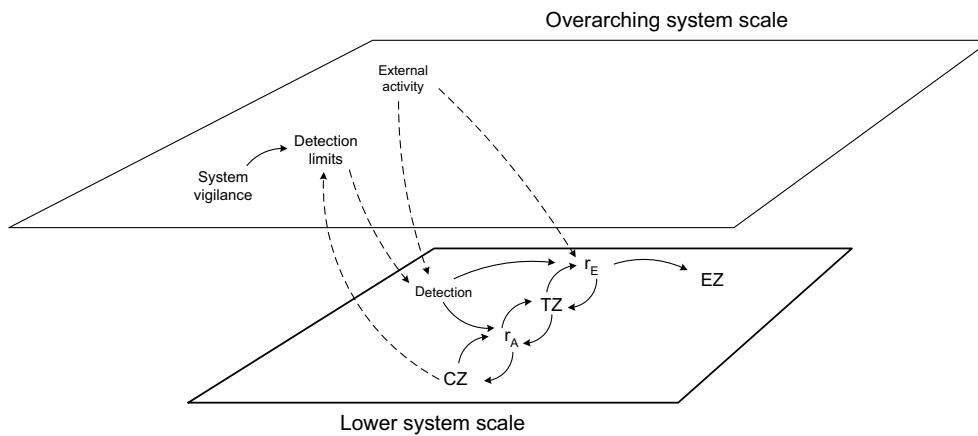 Overarching system scale
External
activity
Detection
limits
System
vigilance
r_E
EZ
Detection
TZ
r_A
CZ
Lower system scale